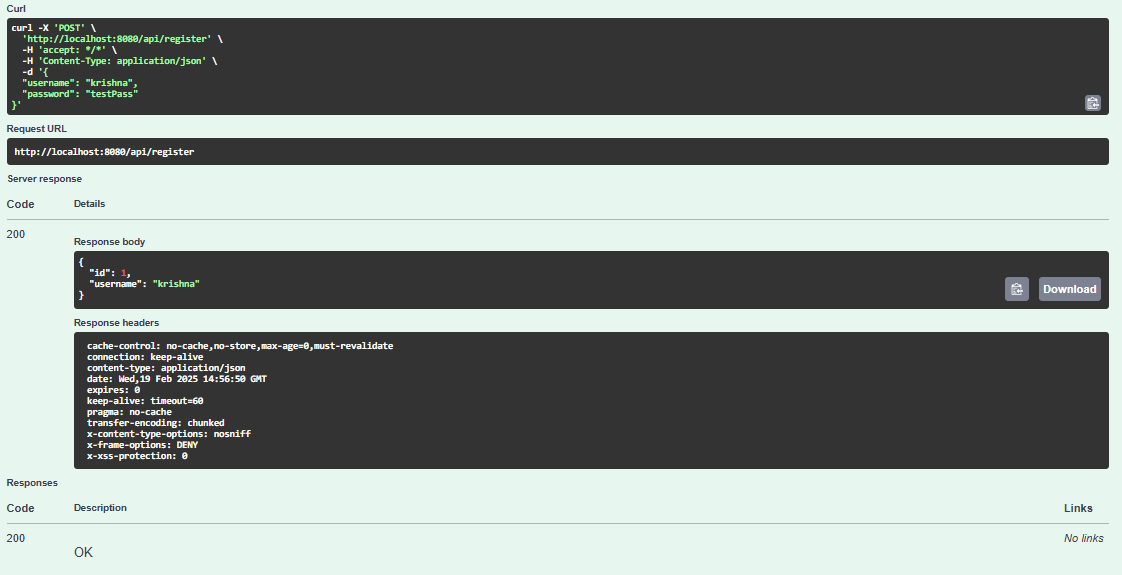 Curl
curl -X 'POST' \
'http://localhost:8080/api/register' \
-H 'accept: */*' \
-H 'Content-Type: application/json' \
-d '{
"username": "krishna",
"password": "testPass"
}'
Request URL
http://localhost:8080/api/register
Server response
Code Details
200
Response body
{
"id": 1,
"username": "krishna"
}
Download
Response headers
cache-control: no-cache,no-store,max-age=0,must-revalidate
connection: keep-alive
content-type: application/json
date: Wed,19 Feb 2025 14:56:50 GMT
expires: 0
keep-alive: timeout=60
pragma: no-cache
transfer-encoding: chunked
x-content-type-options: nosniff
x-frame-options: DENY
x-xss-protection: 0
Responses
Code Description Links
200 No links
OK